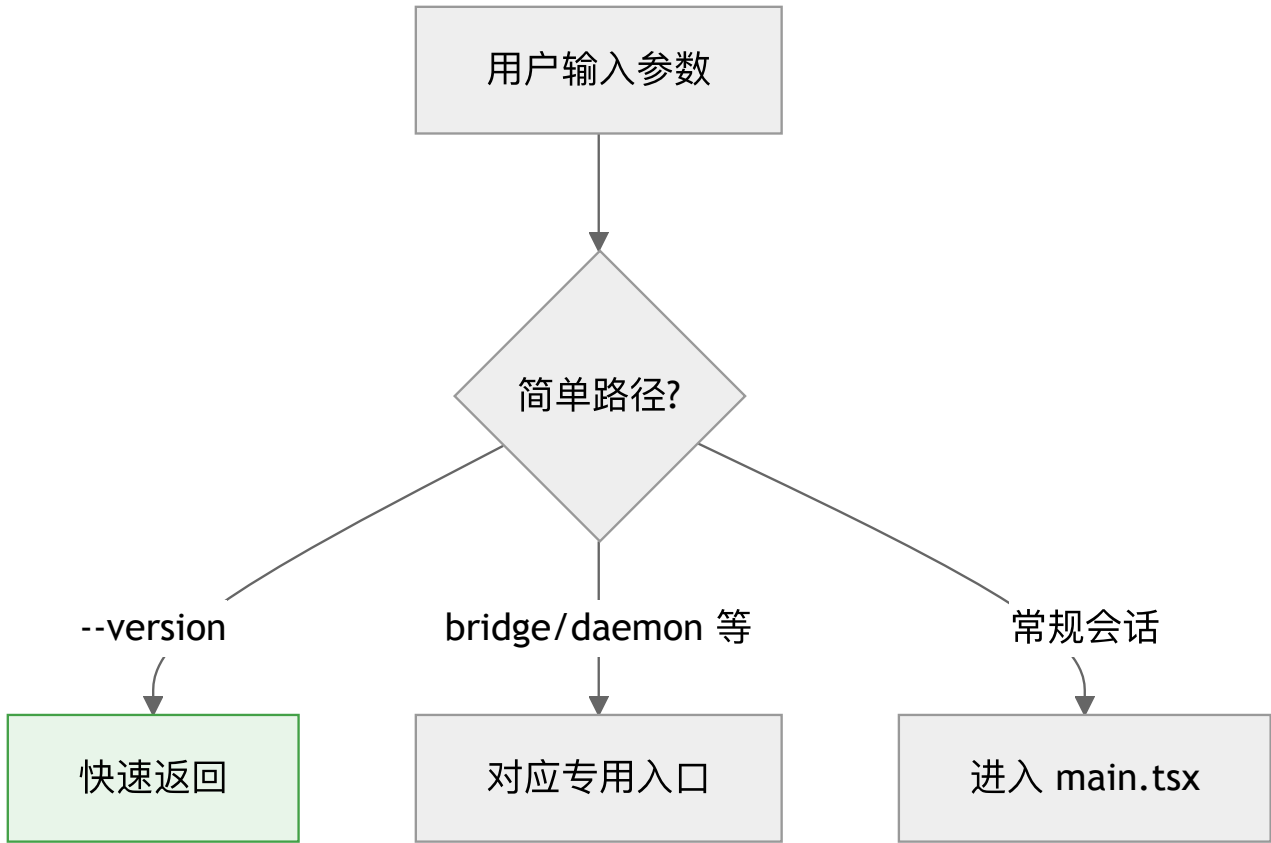 用户输入参数
简单路径?
--version
bridge/daemon 等
常规会话
快速返回
对应专用入口
进入 main.tsx